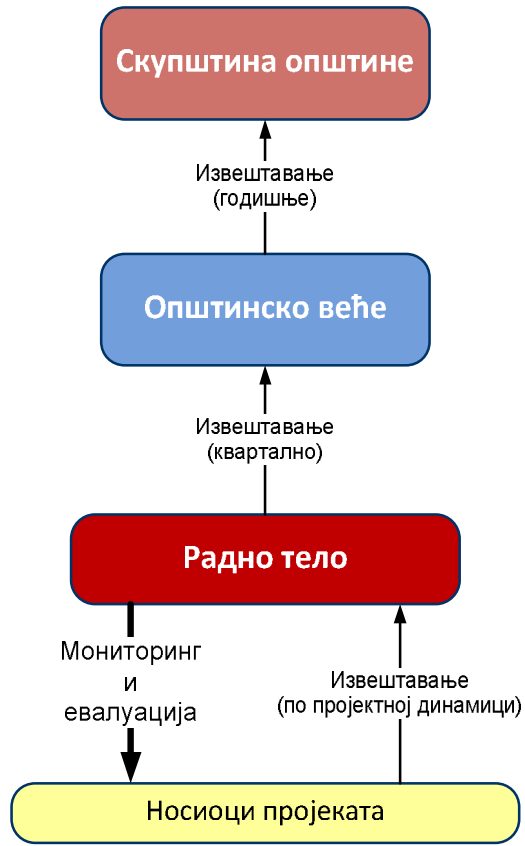 Скупштина општине
Извештавање
(годишње)
Општинско веће
Извештавање
(квартално)
Радно тело
Мониторинг
и
евалуација
Извештавање
(по пројектној динамици)
Носиоци пројеката